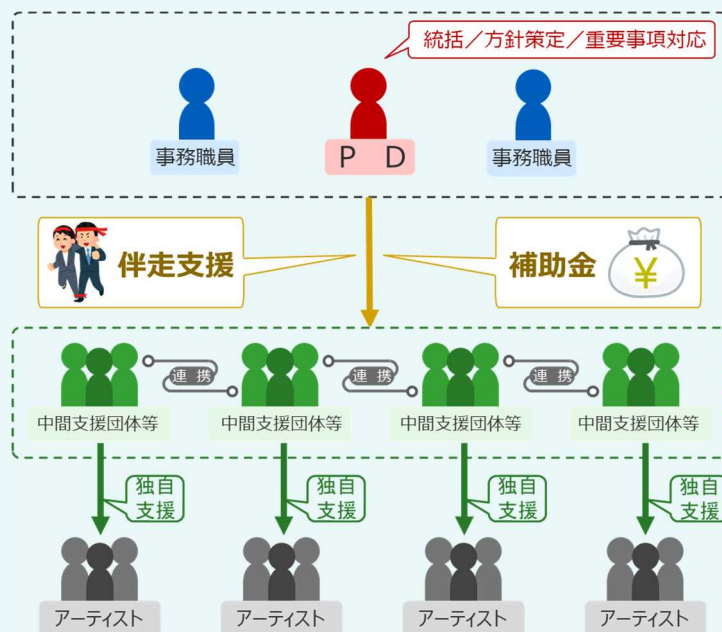 統括／方針策定／重要事項対応
事務職員
P D
事務職員
伴走支援
補助金
¥
連携
連携
連携
中間支援団体等
中間支援団体等
中間支援団体等
中間支援団体等
独自
支援
独自
支援
独自
支援
独自
支援
アーティスト
アーティスト
アーティスト
アーティスト